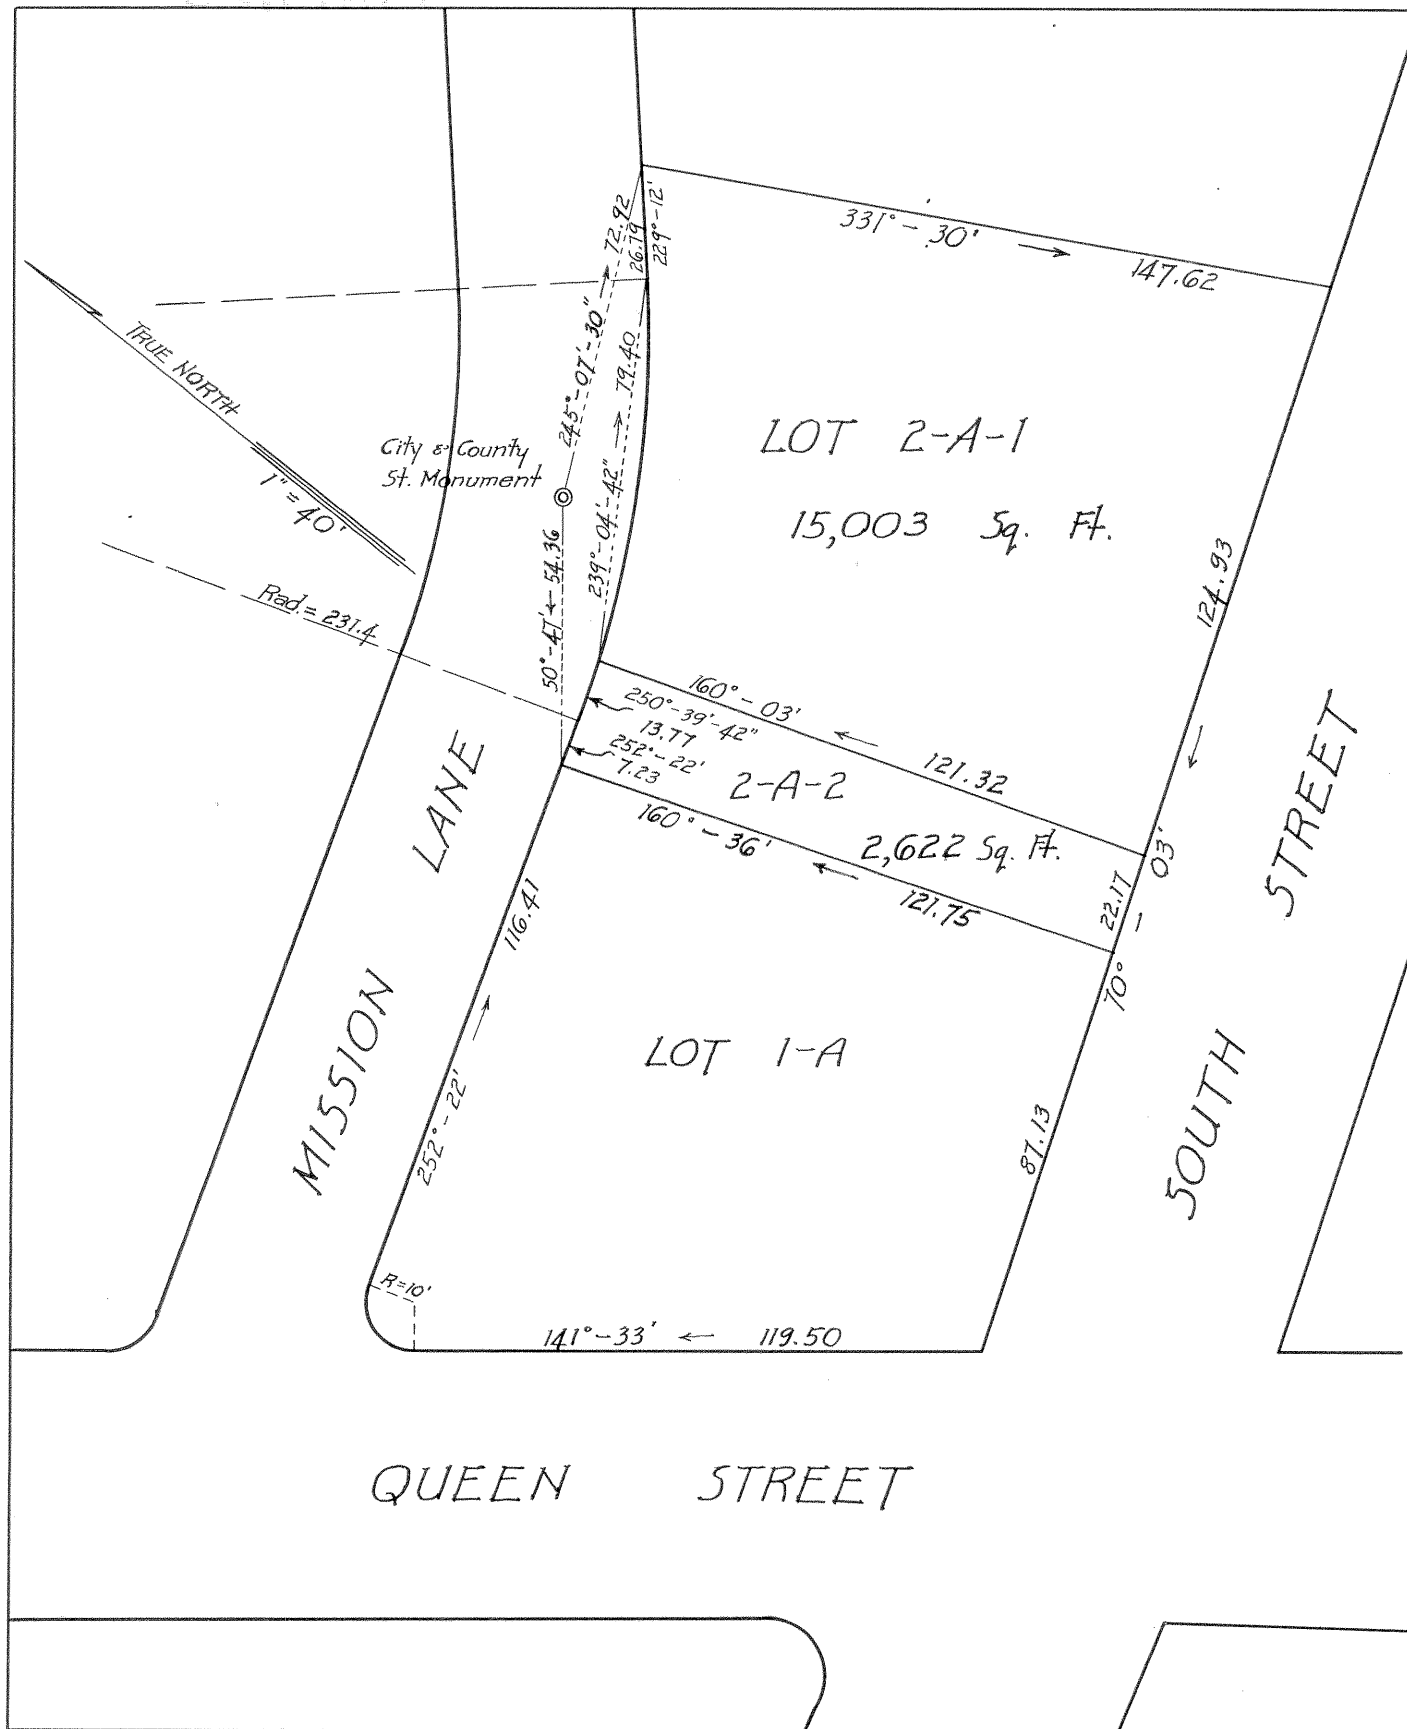 229°-12'
26.79
72.92
245°-07'-30"
331°-30'
147.62
TRUE NORTH
1"=40'
City & County
St. Monument
79.40
239°-04'-42"
LOT 2-A-1
15,003 Sq. Ft.
54.36
50°-47'
Rad.= 231.4
124.93
160°-03'
121.32
250°-39'-42"
13.77
252°-22'
7.23
2-A-2
2,622 Sq. Ft.
160°-36'
121.75
22.17
70° - 03'
MISSION LANE
SOUTH STREET
116.41
252°-22'
LOT 1-A
87.13
R=10'
141°-33' 119.50
QUEEN STREET